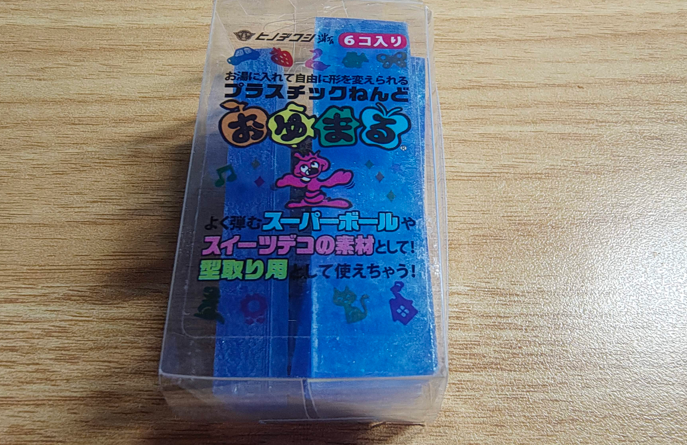 ヒノデワシ㈱
6コ入り
お湯に入れて自由に形を変えられる
プラスチックねんど
おゆまる®
よく弾むスーパーボールや
スイーツデコの素材として!
型取り用として使えちゃう!